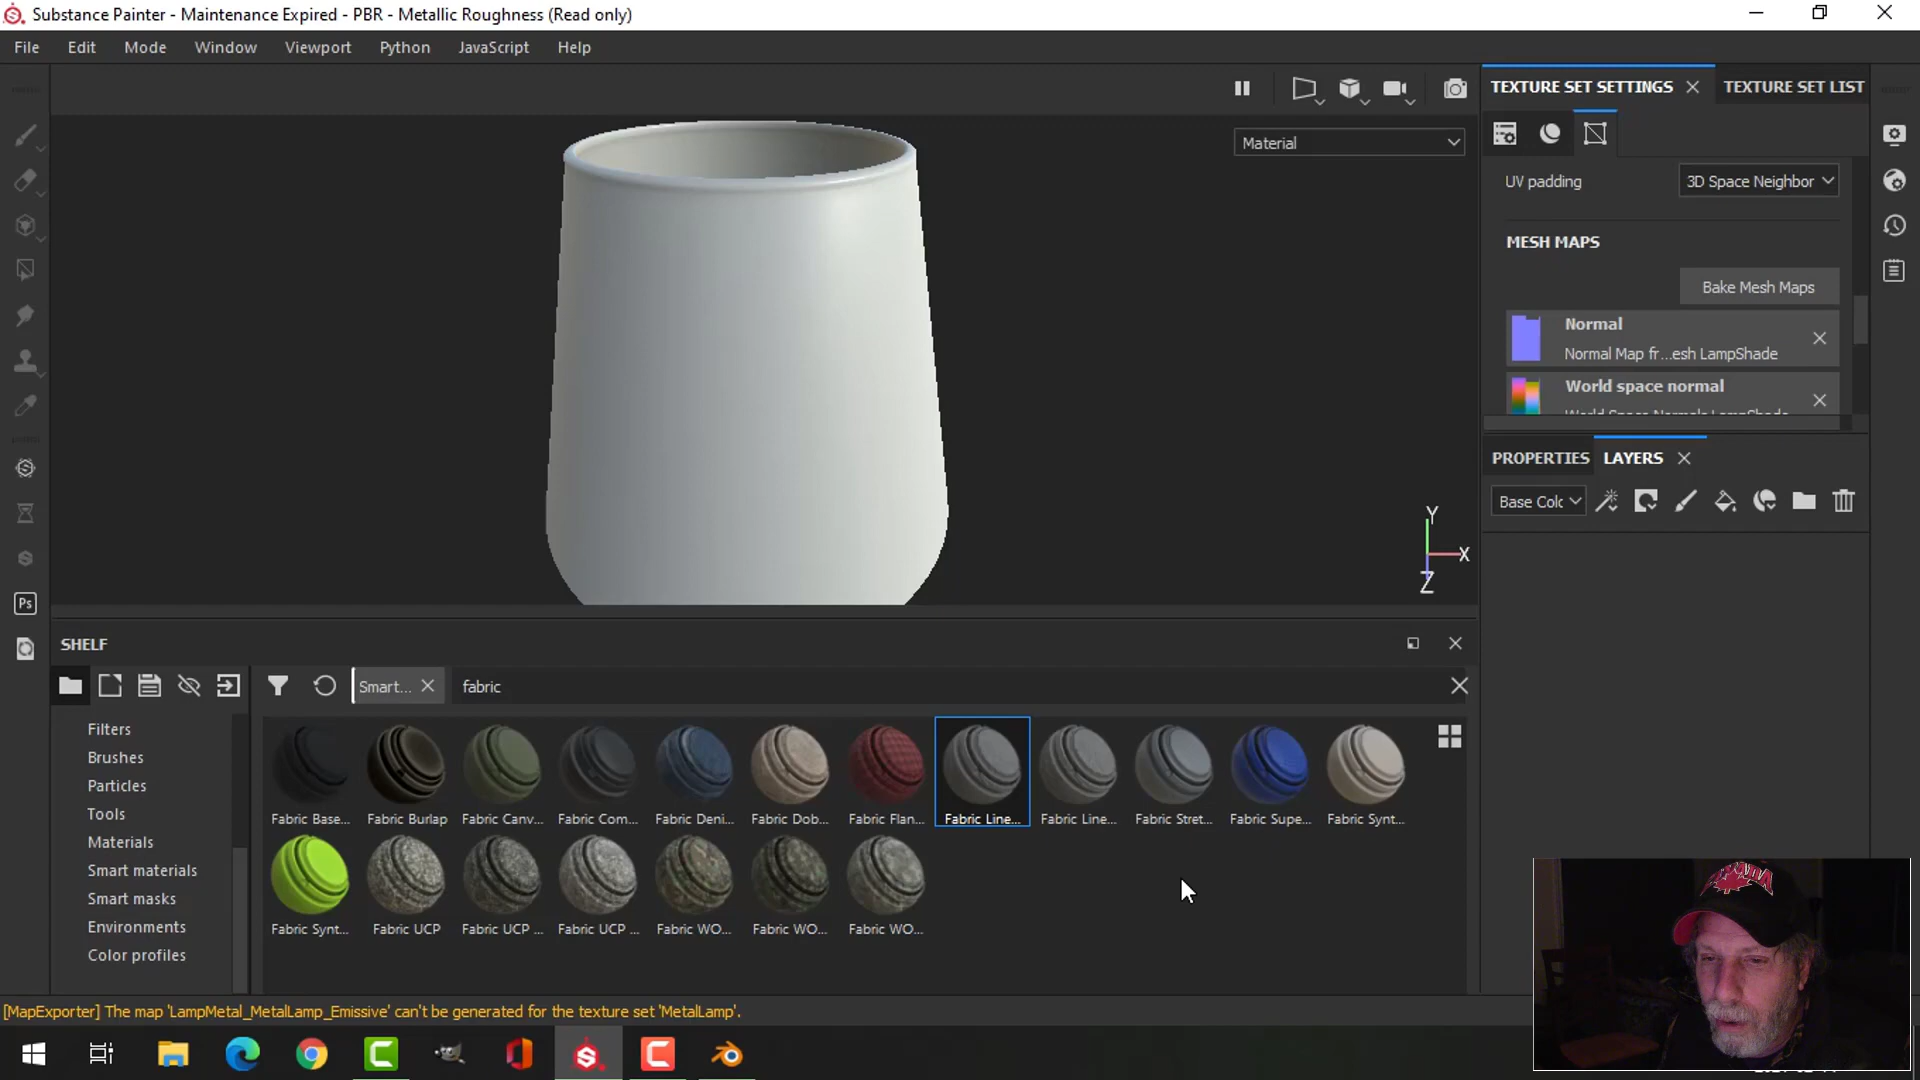 Substance Painter - Maintenance Expired - PBR - Metallic Roughness (Read only)
File Edit Mode Window Viewport Python JavaScript Help
TEXTURE SET SETTINGS TEXTURE SET LIST
Material
UV padding 3D Space Neighbor
MESH MAPS
Bake Mesh Maps
Normal
Normal Map fr...esh LampShade
World space normal
World Space Normals LampShade
PROPERTIES LAYERS
Base Colc
Y
X
Z
Ps
SHELF
Smart... fabric
Filters
Brushes
Particles
Tools
Materials
Smart materials
Smart masks
Environments
Color profiles
Fabric Base... Fabric Burlap Fabric Canv... Fabric Com... Fabric Deni... Fabric Dob... Fabric Flan... Fabric Line... Fabric Line... Fabric Stret... Fabric Supe... Fabric Synt...
Fabric Synt... Fabric UCP Fabric UCP ... Fabric UCP ... Fabric WO... Fabric WO... Fabric WO...
[MapExporter] The map 'LampMetal_MetalLamp_Emissive' can't be generated for the texture set 'MetalLamp'.